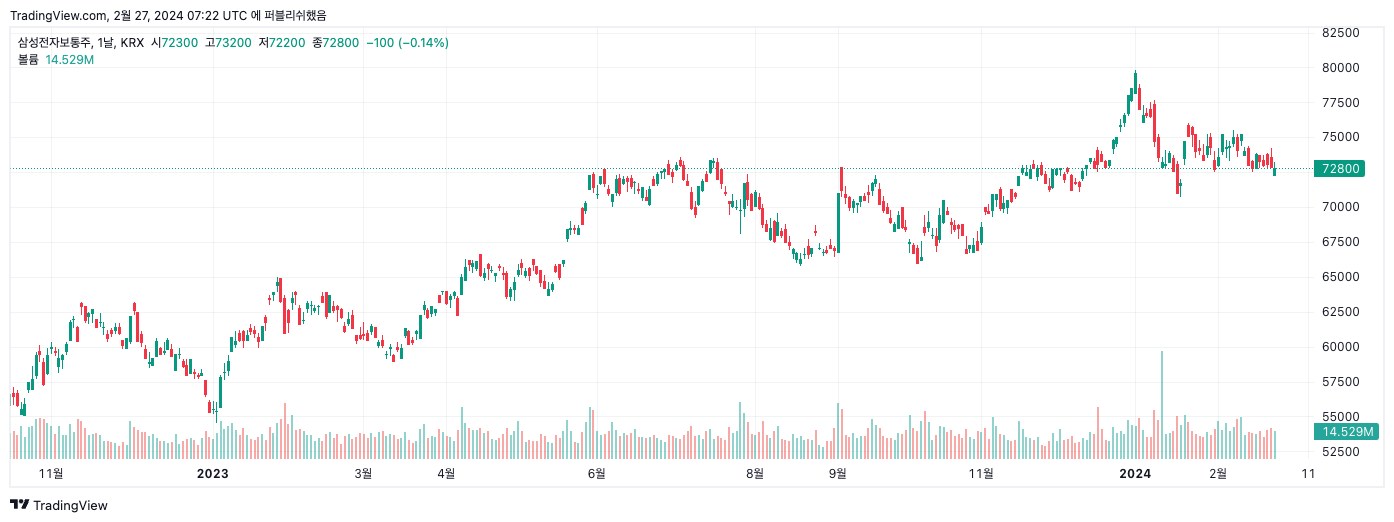 TradingView.com, 2월 27, 2024 07:22 UTC 에 퍼블리쉬했음
삼성전자보통주, 1날, KRX 시72300 고73200 저72200 종72800 −100 (−0.14%)
볼륨 14.529M
82500
80000
77500
75000
72800
70000
67500
65000
62500
60000
57500
55000
14.529M
52500
11월 2023 3월 4월 6월 8월 9월 11월 2024 2월 11
TradingView